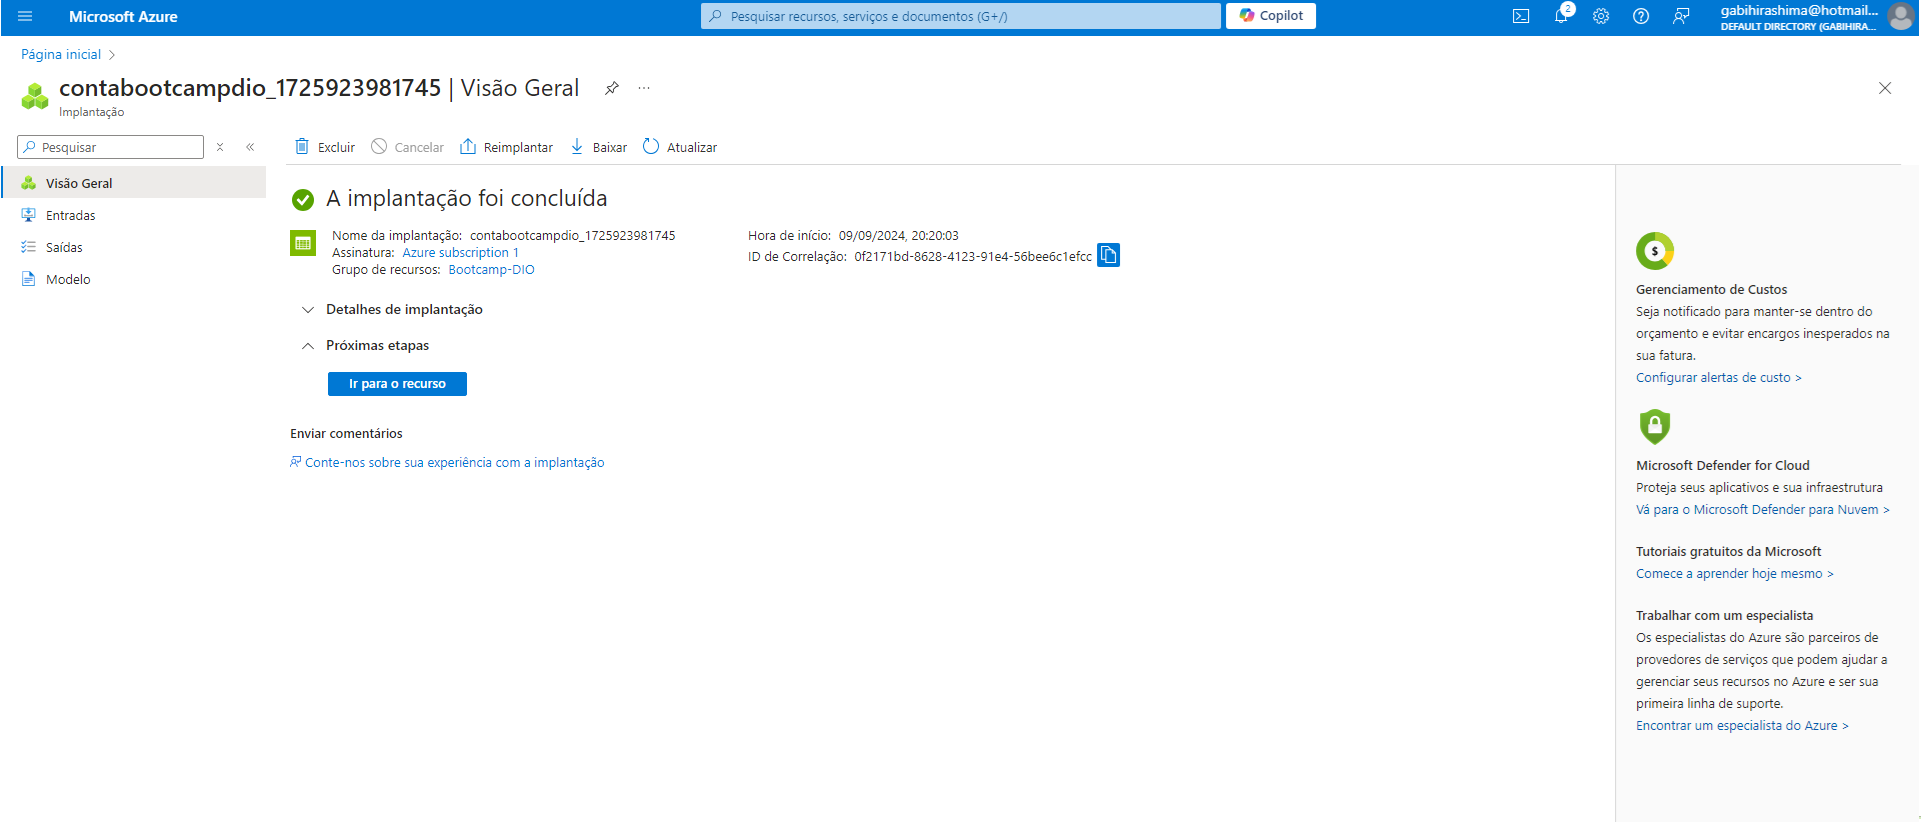 Microsoft Azure
Pesquisar recursos, serviços e documentos (G+/)
Copilot
2
gabihirashima@hotmail...
DEFAULT DIRECTORY (GABIHIRA...
Página inicial >
contabootcampdio_1725923981745 | Visão Geral
...
Implantação
Pesquisar
Excluir
Cancelar
Reimplantar
Baixar
Atualizar
Visão Geral
Entradas
Saídas
Modelo
A implantação foi concluída
Nome da implantação: contabootcampdio_1725923981745
Assinatura: Azure subscription 1
Grupo de recursos: Bootcamp-DIO
Hora de início: 09/09/2024, 20:20:03
ID de Correlação: 0f2171bd-8628-4123-91e4-56bee6c1efcc
Detalhes de implantação
Próximas etapas
Ir para o recurso
Enviar comentários
Conte-nos sobre sua experiência com a implantação
$
Gerenciamento de Custos
Seja notificado para manter-se dentro do
orçamento e evitar encargos inesperados na
sua fatura.
Configurar alertas de custo >
Microsoft Defender for Cloud
Proteja seus aplicativos e sua infraestrutura
Vá para o Microsoft Defender para Nuvem >
Tutoriais gratuitos da Microsoft
Comece a aprender hoje mesmo >
Trabalhar com um especialista
Os especialistas do Azure são parceiros de
provedores de serviços que podem ajudar a
gerenciar seus recursos no Azure e ser sua
primeira linha de suporte.
Encontrar um especialista do Azure >